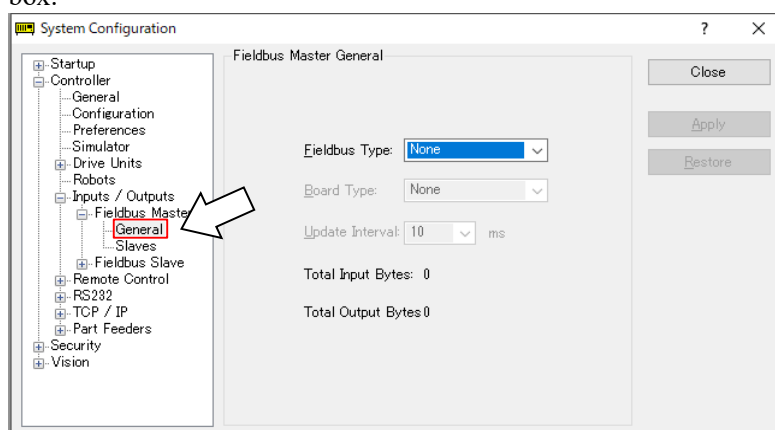 box.
System Configuration ? ×
Startup
Controller
General
Configuration
Preferences
Simulator
Drive Units
Robots
Inputs / Outputs
Fieldbus Master
General
Slaves
Fieldbus Slave
Remote Control
RS232
TCP / IP
Part Feeders
Security
Vision
Fieldbus Master General
Fieldbus Type: None
Board Type: None
Update Interval: 10 ms
Total Input Bytes: 0
Total Output Bytes 0
Close
Apply
Restore